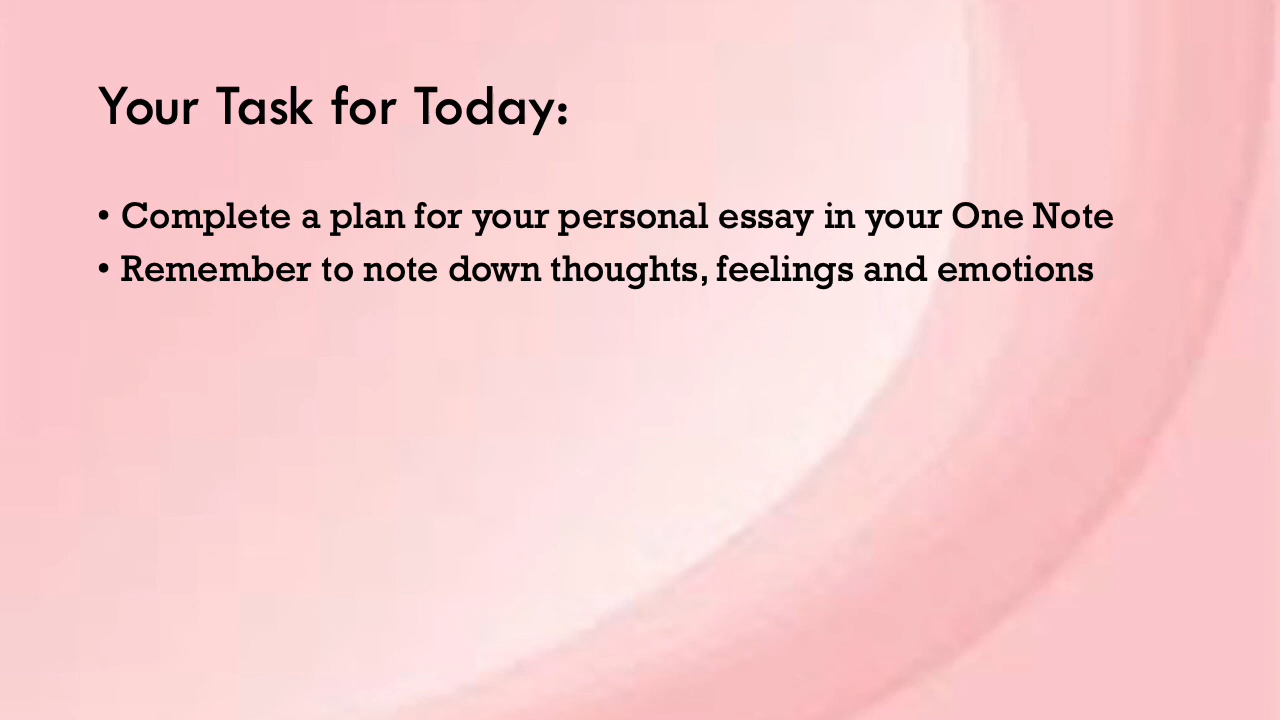 Your Task for Today:
• Complete a plan for your personal essay in your One Note
• Remember to note down thoughts, feelings and emotions